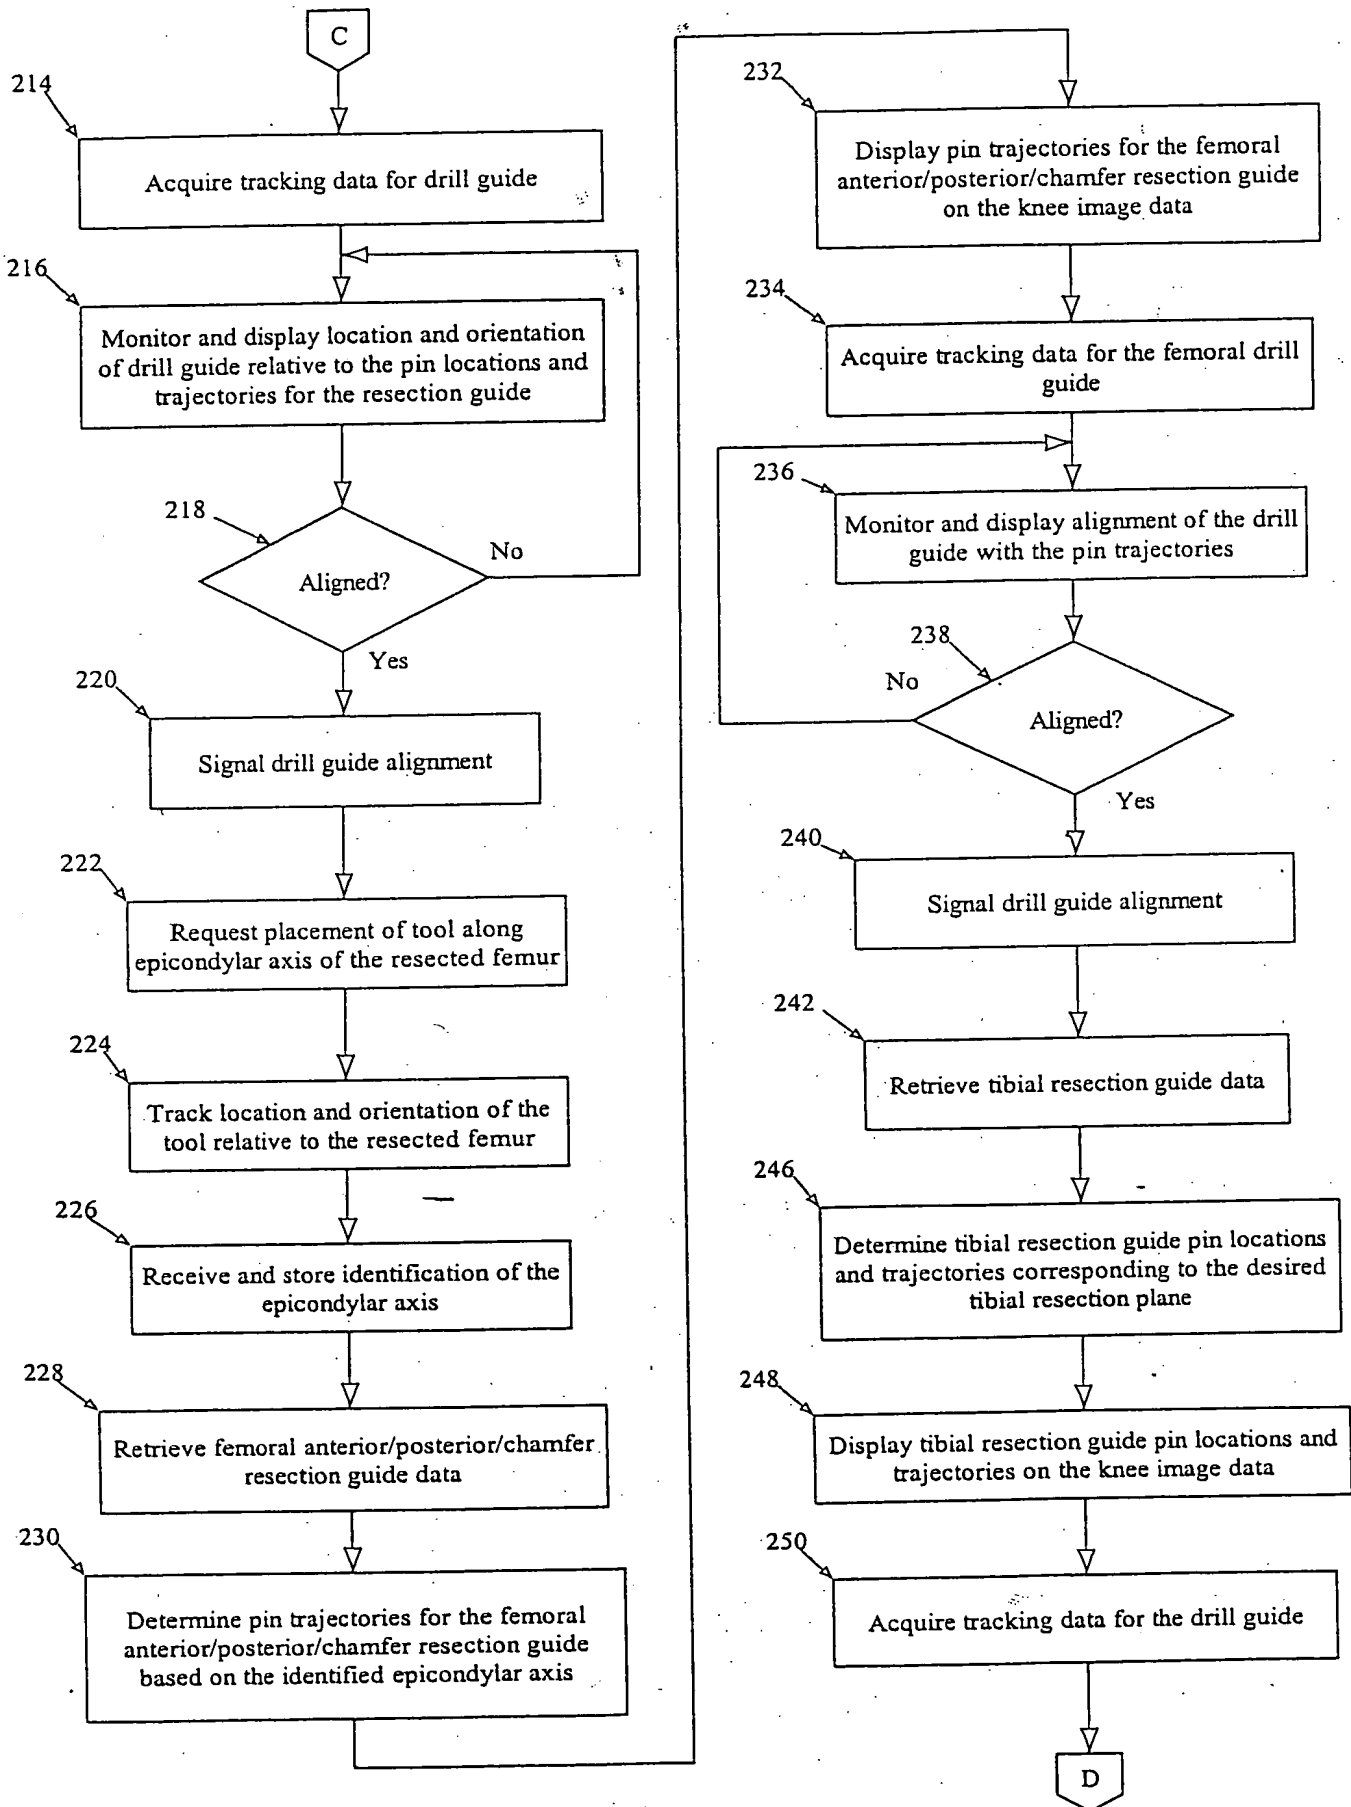 C
214
Acquire tracking data for drill guide
216
Monitor and display location and orientation
of drill guide relative to the pin locations and
trajectories for the resection guide
218
Aligned?
No
Yes
220
Signal drill guide alignment
222
Request placement of tool along
epicondylar axis of the resected femur
224
Track location and orientation of the
tool relative to the resected femur
226
Receive and store identification of the
epicondylar axis
228
Retrieve femoral anterior/posterior/chamfer
resection guide data
230
Determine pin trajectories for the femoral
anterior/posterior/chamfer resection guide
based on the identified epicondylar axis
232
Display pin trajectories for the femoral
anterior/posterior/chamfer resection guide
on the knee image data
234
Acquire tracking data for the femoral drill
guide
236
Monitor and display alignment of the drill
guide with the pin trajectories
238
No
Aligned?
Yes
240
Signal drill guide alignment
242
Retrieve tibial resection guide data
246
Determine tibial resection guide pin locations
and trajectories corresponding to the desired
tibial resection plane
248
Display tibial resection guide pin locations and
trajectories on the knee image data
250
Acquire tracking data for the drill guide
D